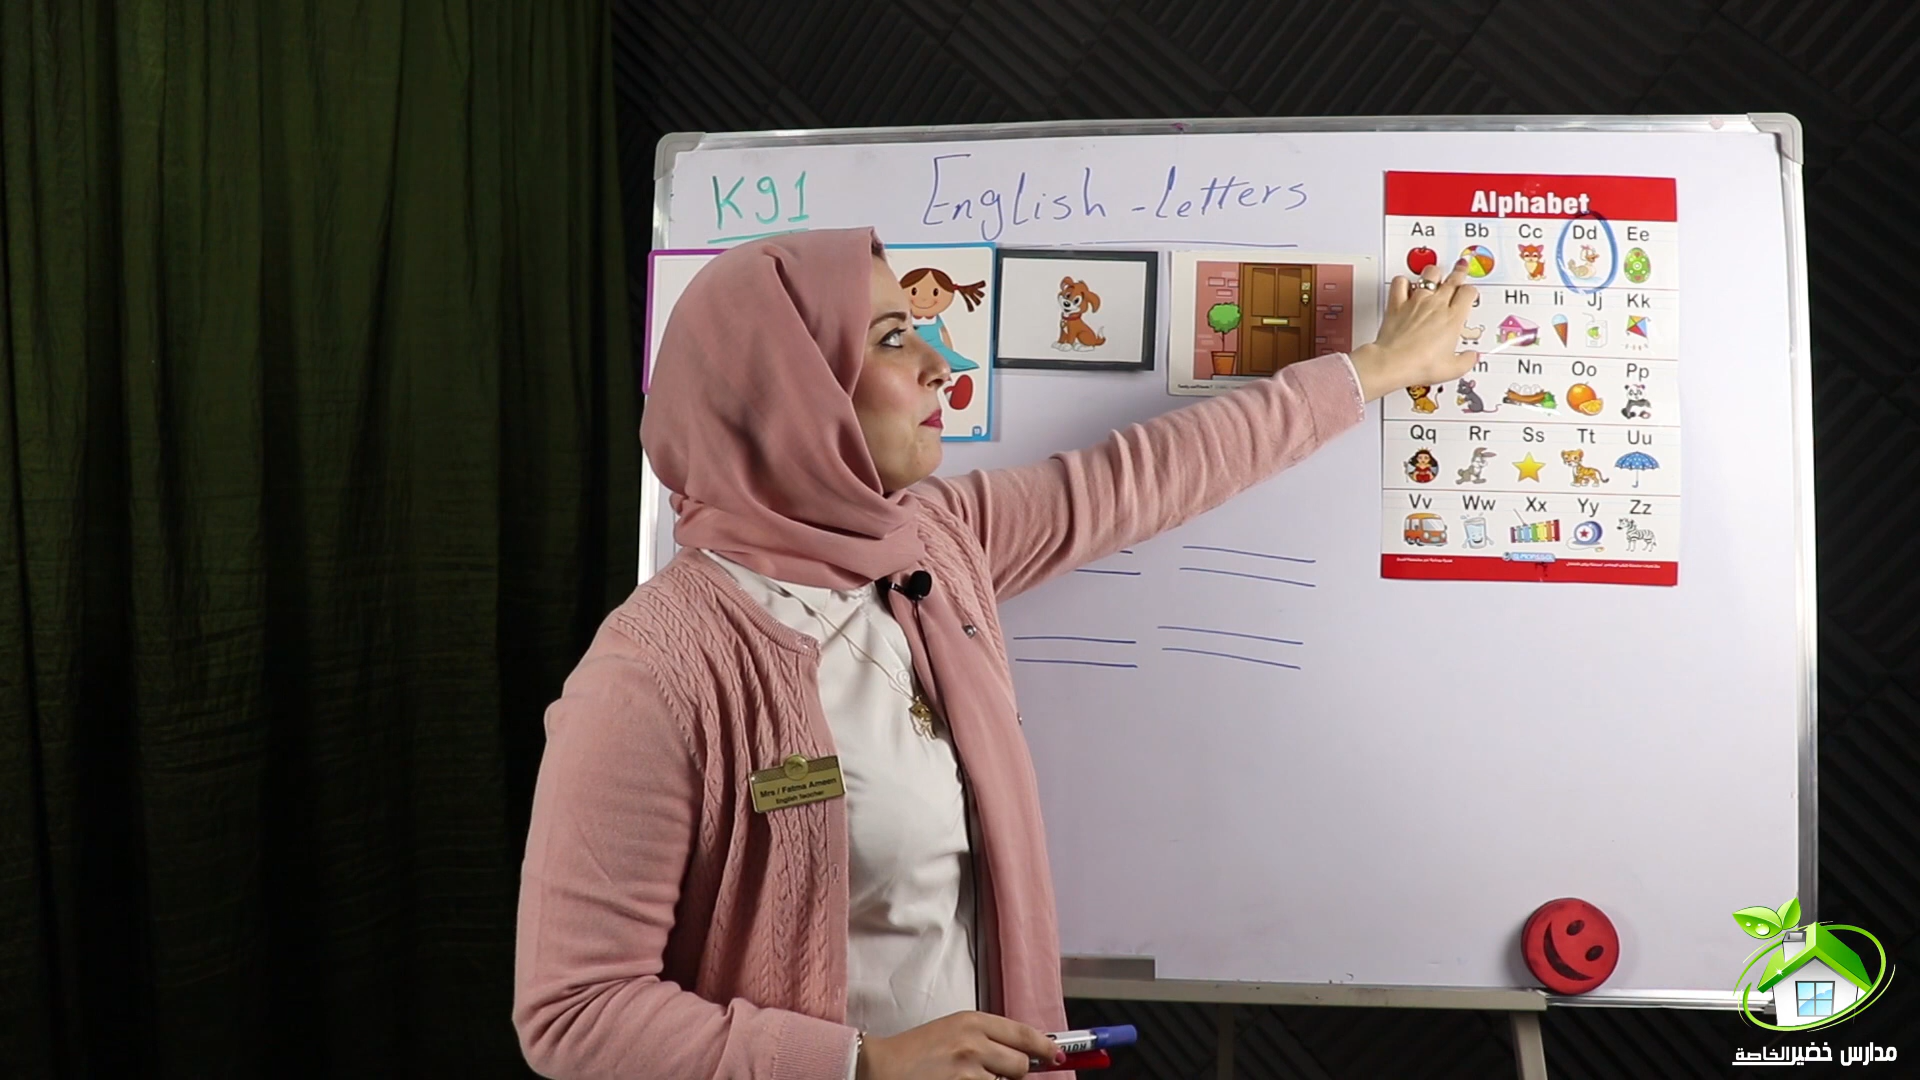 Kg1
English - Letters
Alphabet
Aa Bb Cc Dd Ee
Hh Ii Jj Kk
Nn Oo Pp
Qq Rr Ss Tt Uu
Vv Ww Xx Yy Zz
Mrs / Fatma Ameen
English Teacher
مدارس خضير الخاصة